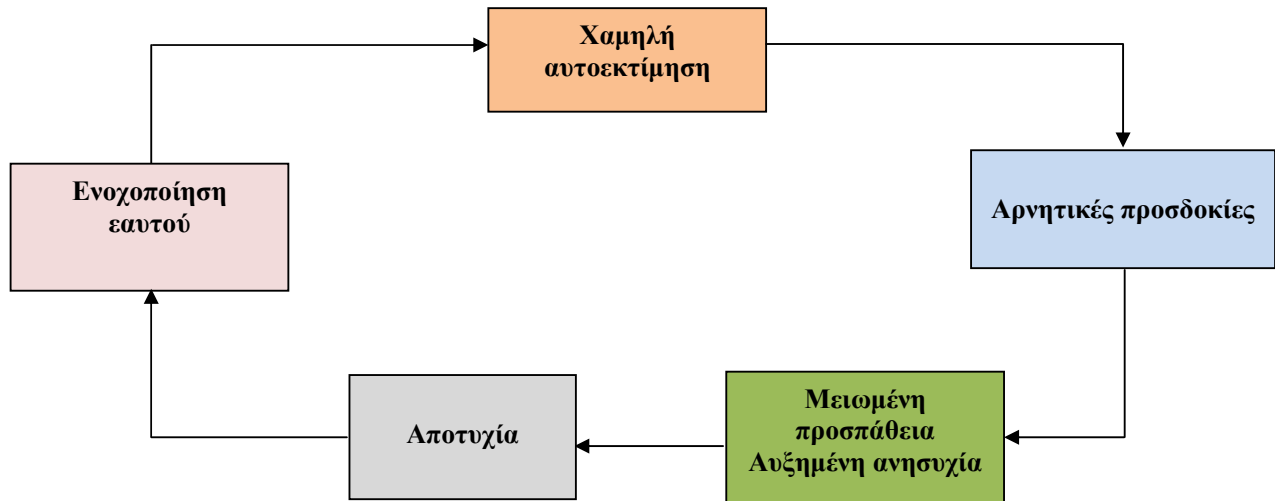 Χαμηλή
αυτοεκτίμηση
Ενοχοποίηση
εαυτού
Αρνητικές προσδοκίες
Αποτυχία
Μειωμένη
προσπάθεια
Αυξημένη ανησυχία